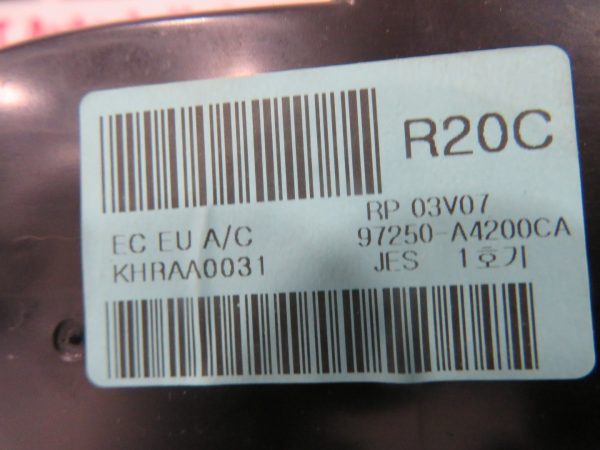 R20C
RP 03V07
EC EU A/C 97250-A4200CA
KHRAA0031 JES 1호기